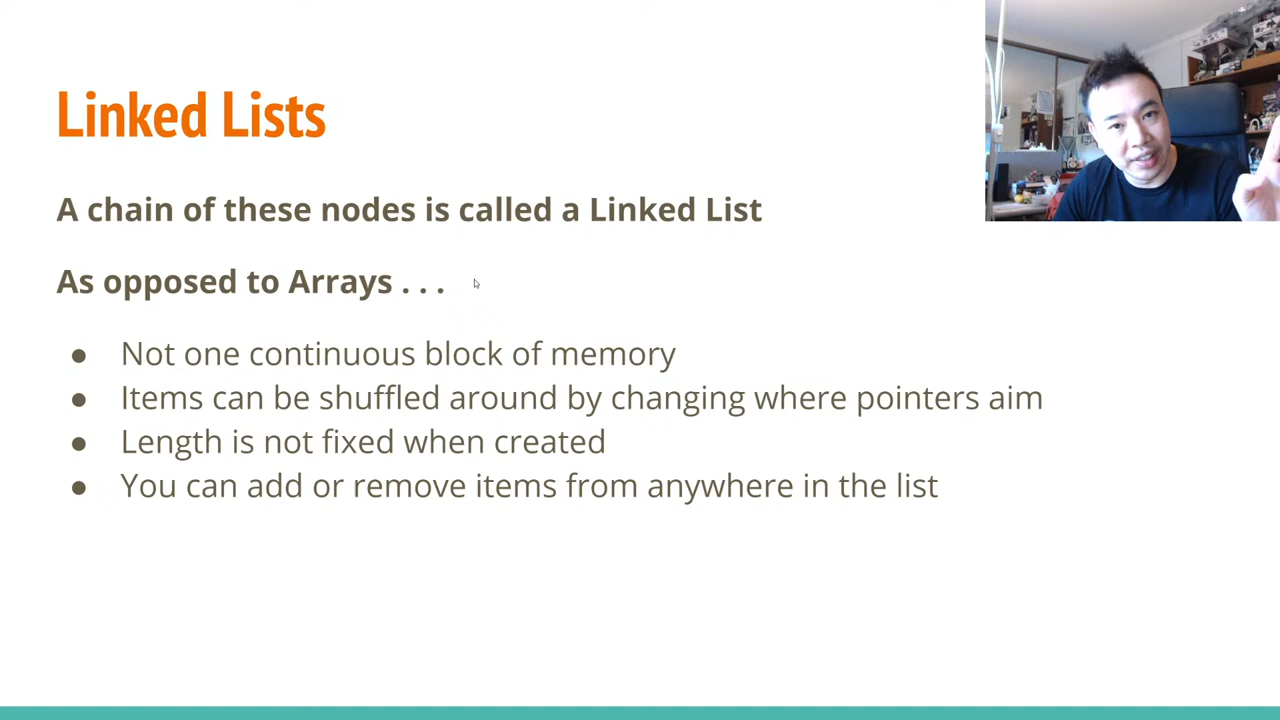 Linked Lists
A chain of these nodes is called a Linked List
As opposed to Arrays . . .
● Not one continuous block of memory
● Items can be shuffled around by changing where pointers aim
● Length is not fixed when created
● You can add or remove items from anywhere in the list